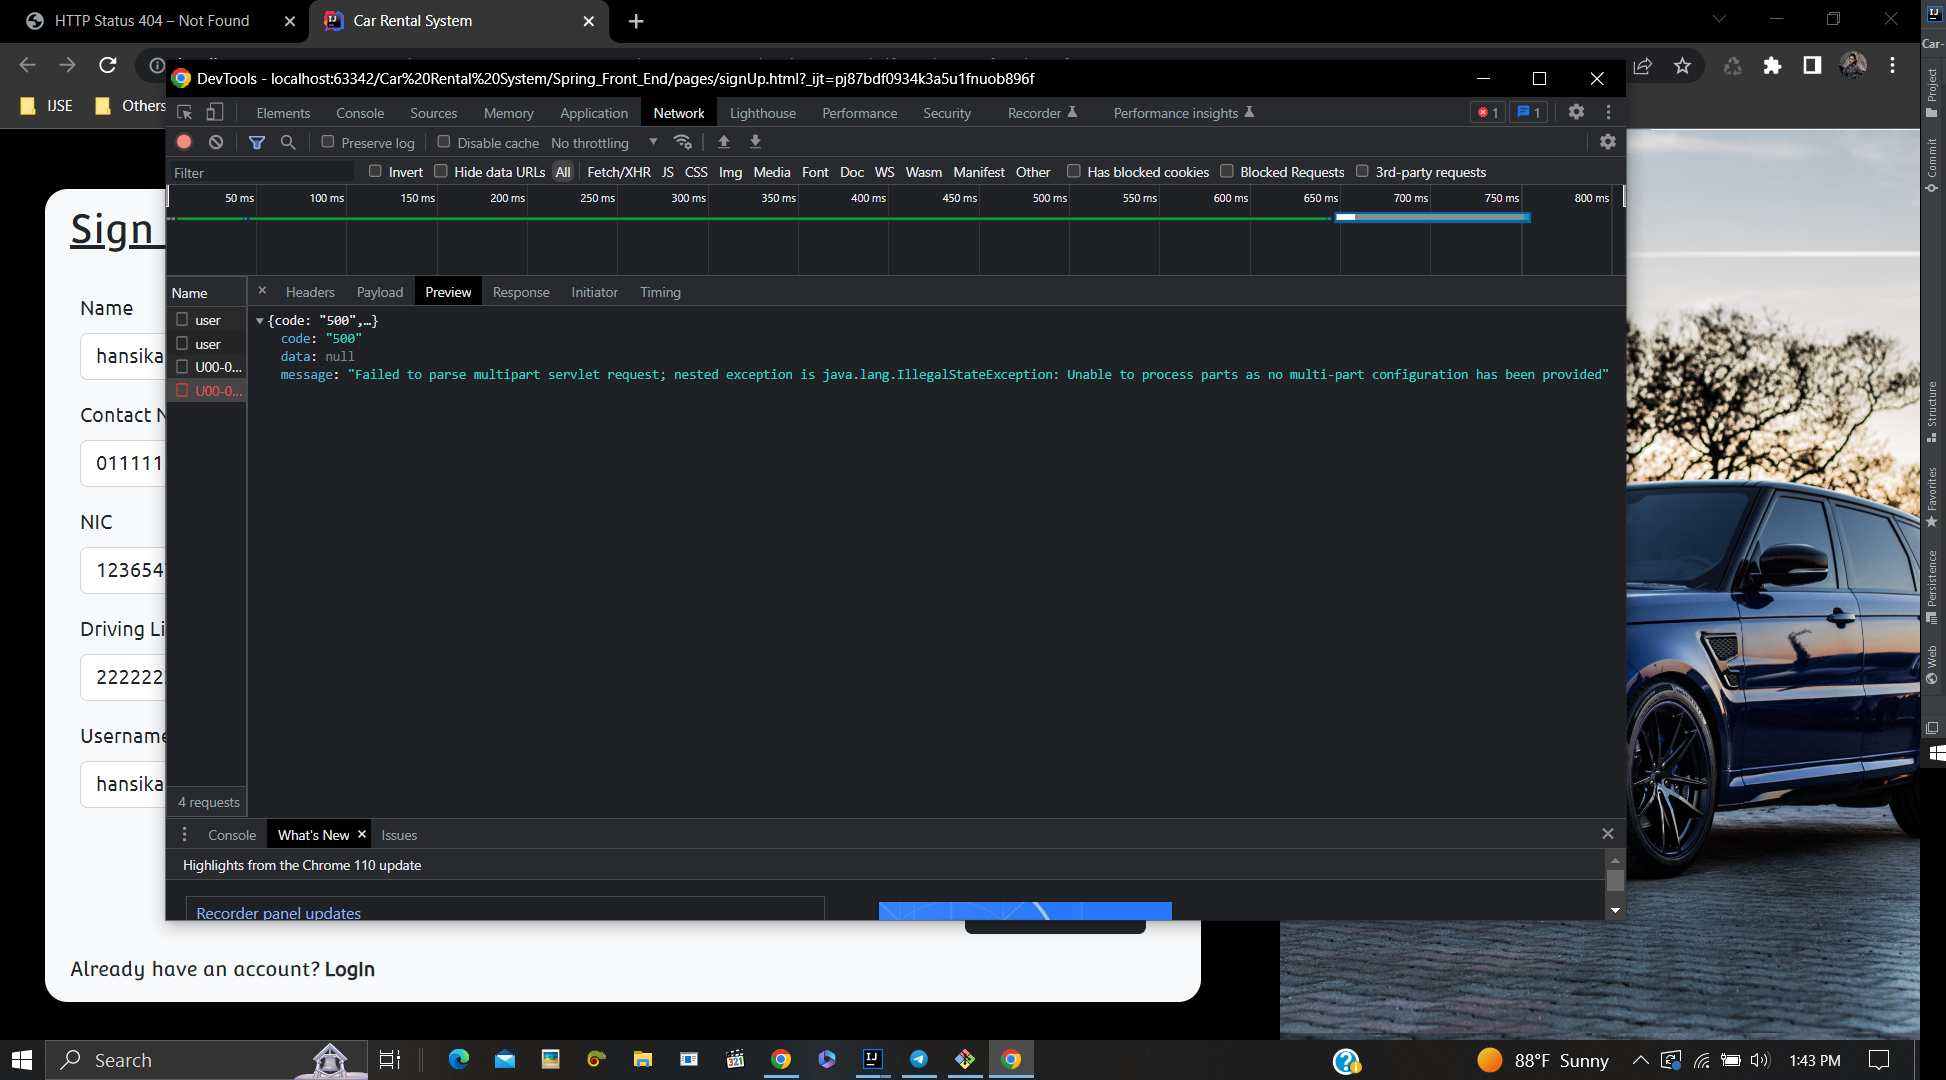 HTTP Status 404 – Not Found
Car Rental System
IJSE
Others
DevTools - localhost:63342/Car%20Rental%20System/Spring_Front_End/pages/signUp.html?_ijt=pj87bdf0934k3a5u1fnuob896f
Elements Console Sources Memory Application Network Lighthouse Performance Security Recorder Performance insights 1 1
Preserve log Disable cache No throttling
Filter Invert Hide data URLs All Fetch/XHR JS CSS Img Media Font Doc WS Wasm Manifest Other Has blocked cookies Blocked Requests 3rd-party requests
50 ms 100 ms 150 ms 200 ms 250 ms 300 ms 350 ms 400 ms 450 ms 500 ms 550 ms 600 ms 650 ms 700 ms 750 ms 800 ms
Name Headers Payload Preview Response Initiator Timing
user
user
U00-0...
U00-0...
{code: "500",…}
code: "500"
data: null
message: "Failed to parse multipart servlet request; nested exception is java.lang.IllegalStateException: Unable to process parts as no multi-part configuration has been provided"
4 requests
Console What's New Issues
Highlights from the Chrome 110 update
Recorder panel updates
Sign
Name
hansika
Contact N
011111
NIC
123654
Driving Li
222222
Username
hansika
Already have an account? LogIn
Car-
Project
Commit
Structure
Favorites
Persistence
Web
Search
88°F Sunny
1:43 PM